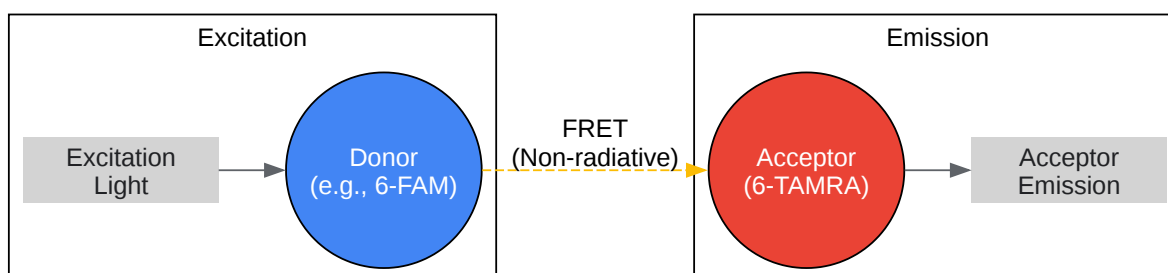 Excitation
Excitation
Light
Donor
(e.g., 6-FAM)
FRET
(Non-radiative)
Emission
Acceptor
(6-TAMRA)
Acceptor
Emission